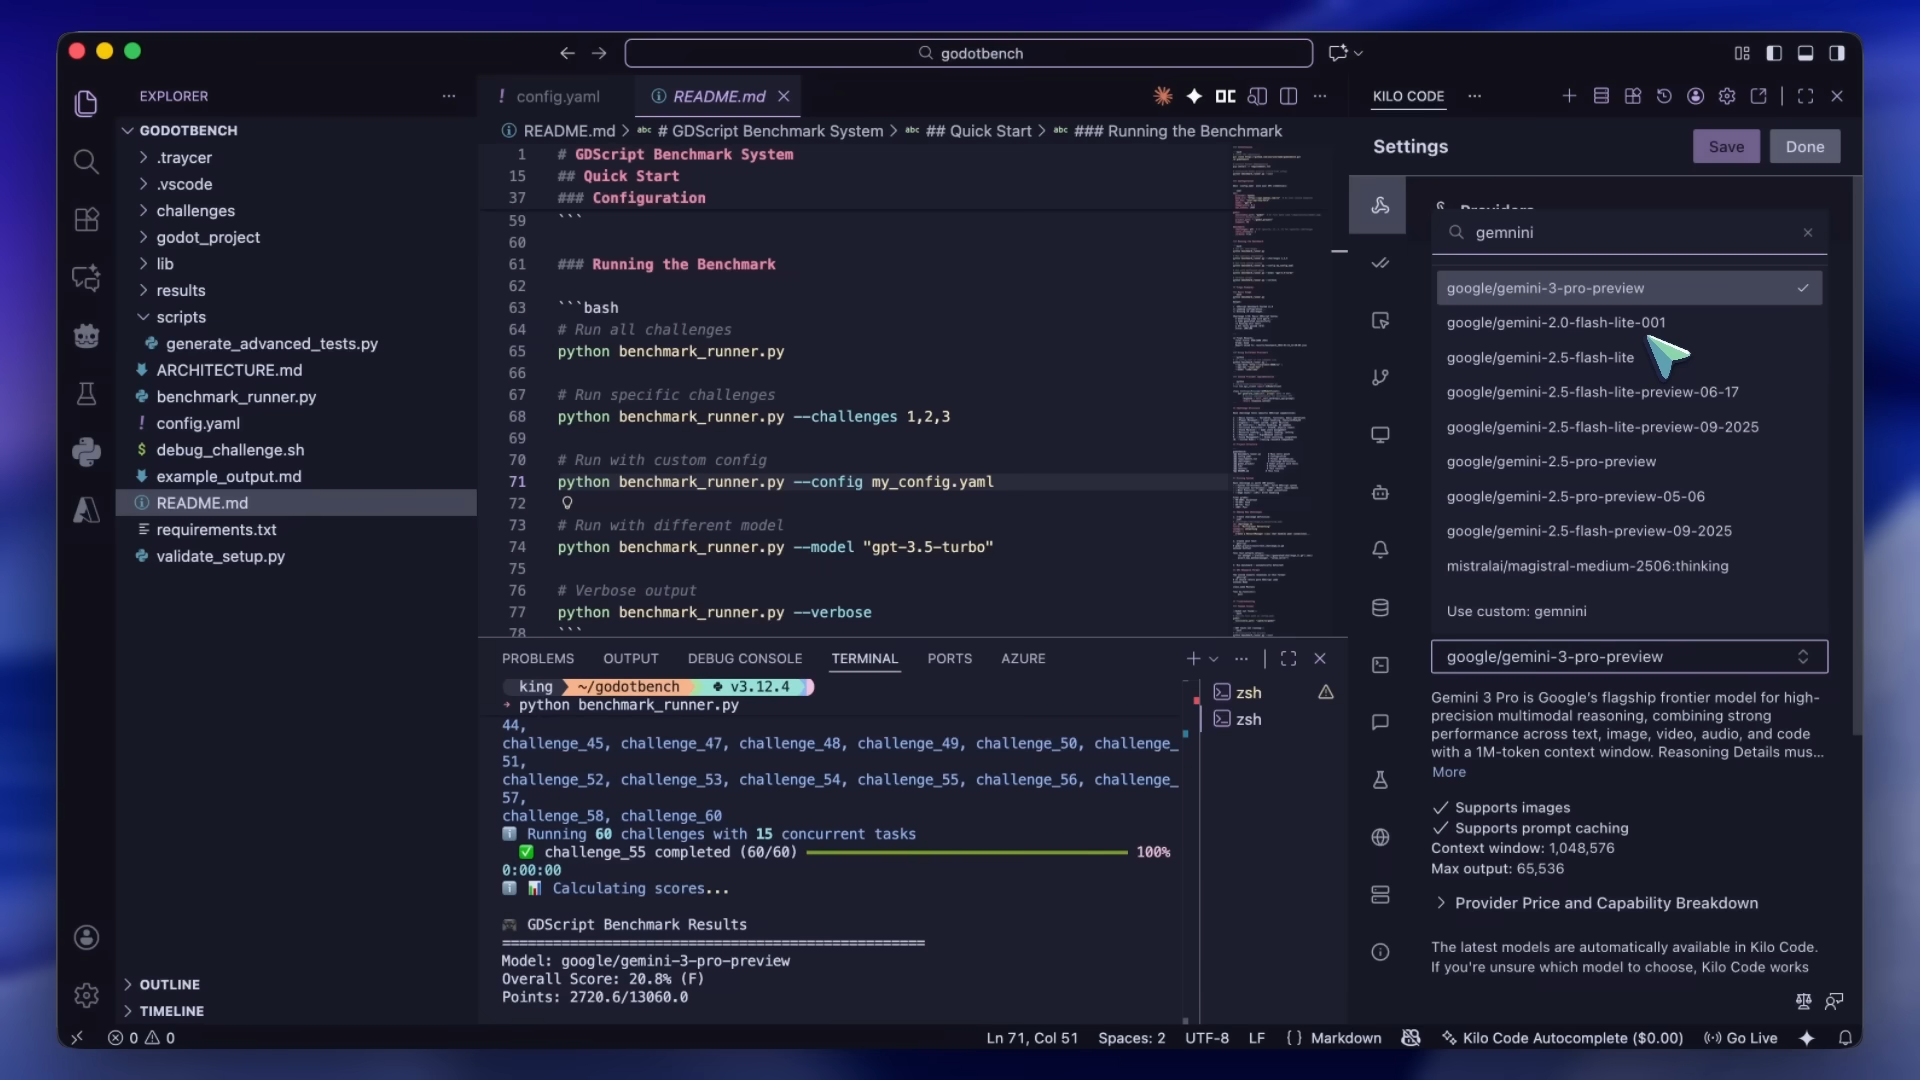 godotbench
EXPLORER
GODOTBENCH
.traycer
.vscode
challenges
godot_project
lib
results
scripts
generate_advanced_tests.py
ARCHITECTURE.md
benchmark_runner.py
! config.yaml
$ debug_challenge.sh
example_output.md
README.md
requirements.txt
validate_setup.py
OUTLINE
TIMELINE
! config.yaml
README.md
README.md > abc # GDScript Benchmark System > abc ## Quick Start > abc ### Running the Benchmark
1 # GDScript Benchmark System
15 ## Quick Start
37 ### Configuration
59 ```
60
61 ### Running the Benchmark
62
63 ```bash
64 # Run all challenges
65 python benchmark_runner.py
66
67 # Run specific challenges
68 python benchmark_runner.py --challenges 1,2,3
69
70 # Run with custom config
71 python benchmark_runner.py --config my_config.yaml
72
73 # Run with different model
74 python benchmark_runner.py --model "gpt-3.5-turbo"
75
76 # Verbose output
77 python benchmark_runner.py --verbose
78 ```
PROBLEMS OUTPUT DEBUG CONSOLE TERMINAL PORTS AZURE
king ~/godotbench v3.12.4
python benchmark_runner.py
44,
challenge_45, challenge_47, challenge_48, challenge_49, challenge_50, challenge_
51,
challenge_52, challenge_53, challenge_54, challenge_55, challenge_56, challenge_
57,
challenge_58, challenge_60
Running 60 challenges with 15 concurrent tasks
challenge_55 completed (60/60) 100%
0:00:00
Calculating scores...
GDScript Benchmark Results
==================================================
Model: google/gemini-3-pro-preview
Overall Score: 20.8% (F)
Points: 2720.6/13060.0
zsh
zsh
KILO CODE
Settings
Save
Done
Providers
gemnini
google/gemini-3-pro-preview
google/gemini-2.0-flash-lite-001
google/gemini-2.5-flash-lite
google/gemini-2.5-flash-lite-preview-06-17
google/gemini-2.5-flash-lite-preview-09-2025
google/gemini-2.5-pro-preview
google/gemini-2.5-pro-preview-05-06
google/gemini-2.5-flash-preview-09-2025
mistralai/magistral-medium-2506:thinking
Use custom: gemnini
google/gemini-3-pro-preview
Gemini 3 Pro is Google's flagship frontier model for high-
precision multimodal reasoning, combining strong
performance across text, image, video, audio, and code
with a 1M-token context window. Reasoning Details mus...
More
Supports images
Supports prompt caching
Context window: 1,048,576
Max output: 65,536
Provider Price and Capability Breakdown
The latest models are automatically available in Kilo Code.
If you're unsure which model to choose, Kilo Code works
0 0
Ln 71, Col 51 Spaces: 2 UTF-8 LF { } Markdown Kilo Code Autocomplete ($0.00) Go Live